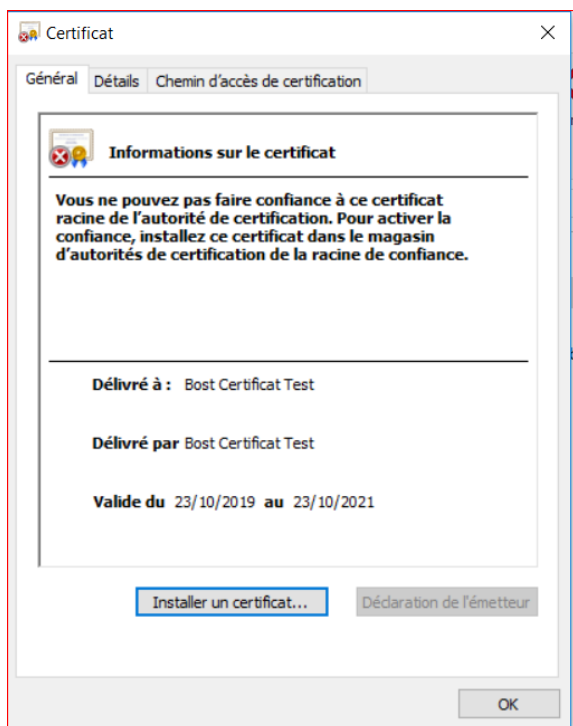 Certificat
Général Détails Chemin d'accès de certification
Informations sur le certificat
Vous ne pouvez pas faire confiance à ce certificat
racine de l'autorité de certification. Pour activer la
confiance, installez ce certificat dans le magasin
d'autorités de certification de la racine de confiance.
Délivré à : Bost Certificat Test
Délivré par Bost Certificat Test
Valide du 23/10/2019 au 23/10/2021
Installer un certificat... Déclaration de l'émetteur
OK